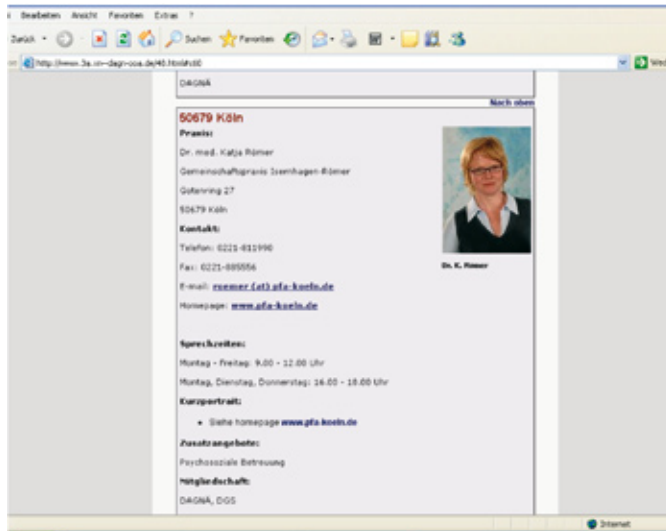 Bearbeiten Ansicht Favoriten Extras ?
Zurück Suchen Favoriten
DAGNÄ
Nach oben
50679 Köln
Praxis:
Dr. med. Katja Römer
Gemeinschaftspraxis Isernhagen-Römer
Gotenring 27
50679 Köln
Kontakt:
Telefon: 0221-811990
Fax: 0221-885556
Dr. K. Römer
E-mail: roemer (at) pfa-koeln.de
Homepage: www.pfa-koeln.de
Sprechzeiten:
Montag - Freitag: 9.00 - 12.00 Uhr
Montag, Dienstag, Donnerstag: 16.00 - 18.00 Uhr
Kurzportrait:
• Siehe homepage www.pfa-koeln.de
Zusatzangebote:
Psychosoziale Betreuung
Mitgliedschaft:
DAGNÄ, DGS
Internet